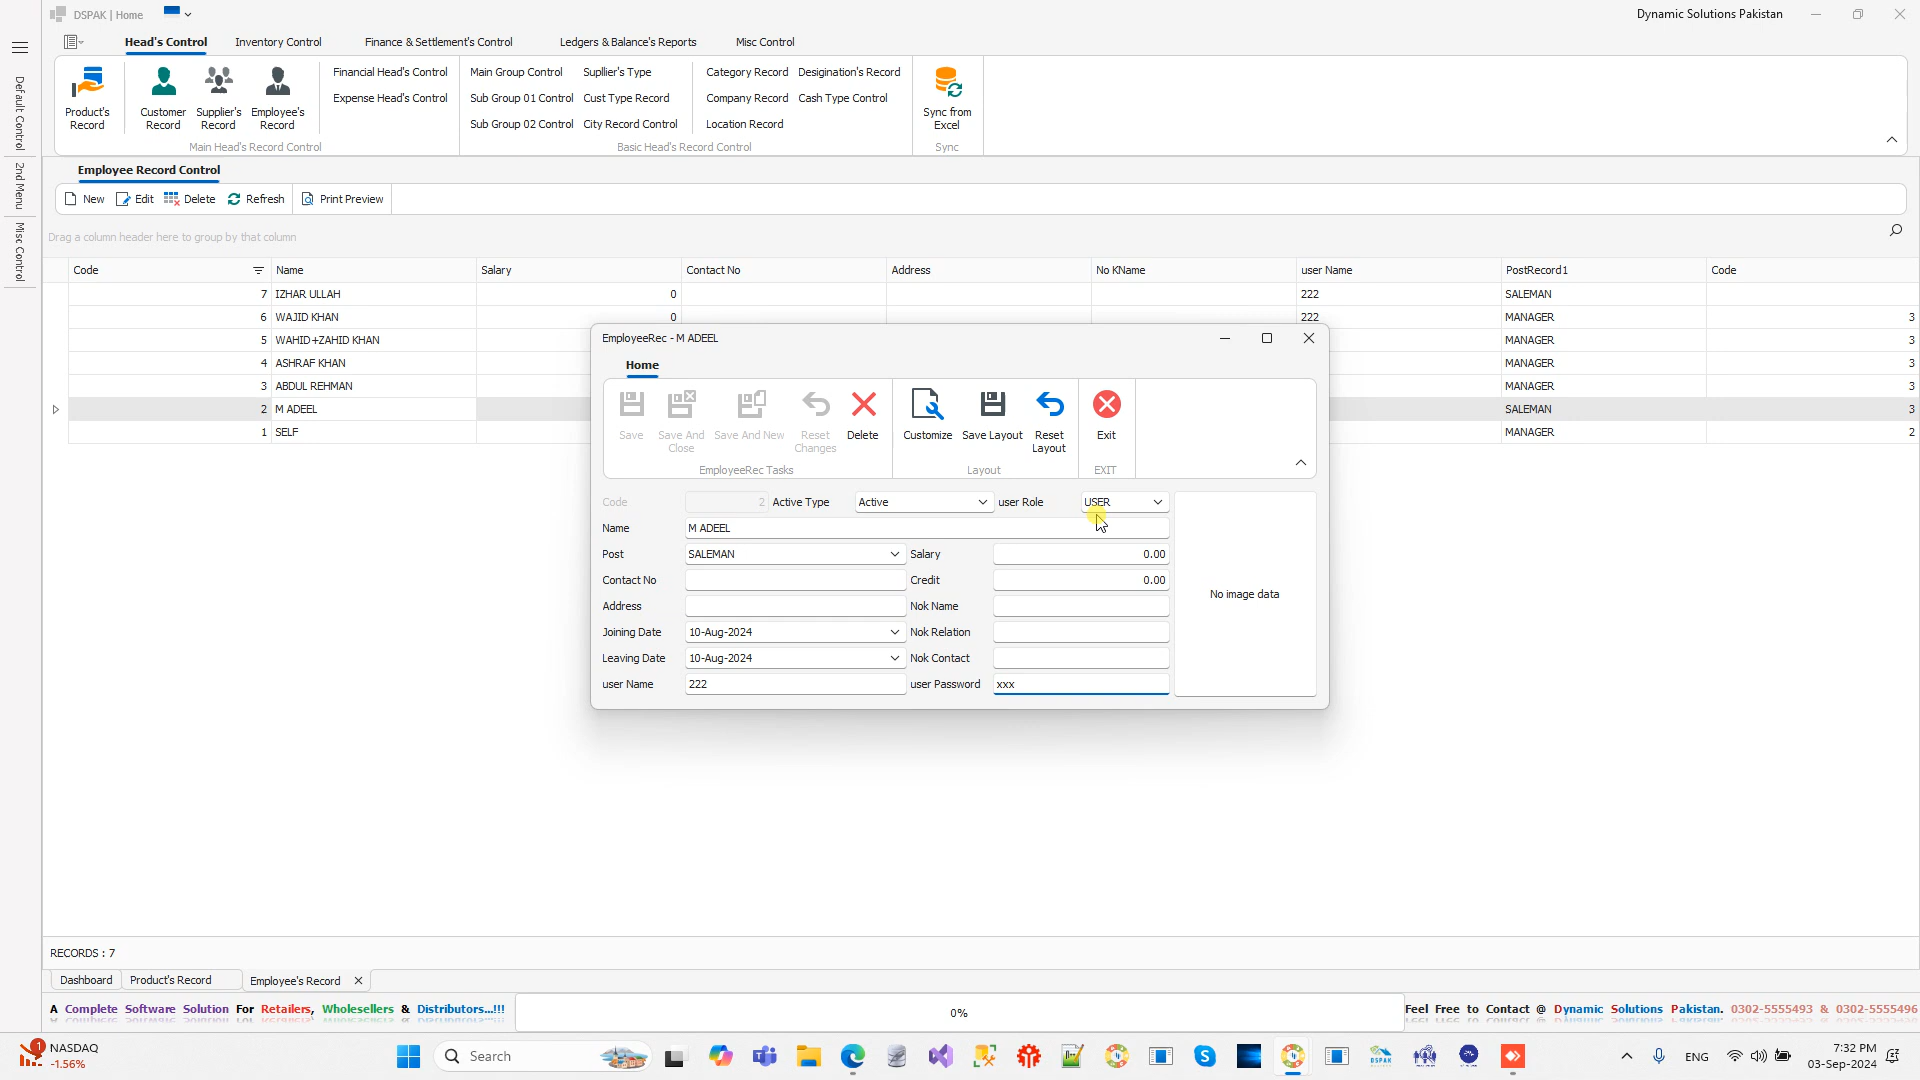 DSPAK | Home
Dynamic Solutions Pakistan
Head's Control Inventory Control Finance & Settlement's Control Ledgers & Balance's Reports Misc Control
Default Control
2nd Menu
Misc Control
Product's Record
Customer Record
Supplier's Record
Employee's Record
Financial Head's Control
Expense Head's Control
Main Head's Record Control
Main Group Control Supllier's Type
Sub Group 01 Control Cust Type Record
Sub Group 02 Control City Record Control
Category Record Designation's Record
Company Record Cash Type Control
Location Record
Basic Head's Record Control
Sync from Excel
Sync
Employee Record Control
New Edit Delete Refresh Print Preview
Drag a column header here to group by that column
Code Name Salary Contact No Address No KName user Name PostRecord1 Code
7 IZHAR ULLAH 0 222 SALEMAN
6 WAJID KHAN 0 222 MANAGER 3
5 WAHID+ZAHID KHAN MANAGER 3
4 ASHRAF KHAN MANAGER 3
3 ABDUL REHMAN MANAGER 3
2 M ADEEL SALEMAN 3
1 SELF MANAGER 2
EmployeeRec - M ADEEL
Home
Save
Save And Close
Save And New
Reset Changes
Delete
EmployeeRec Tasks
Customize
Save Layout
Reset Layout
Layout
Exit
EXIT
Code 2 Active Type Active user Role USER
Name M ADEEL
Post SALEMAN Salary 0.00
Contact No Credit 0.00
Address Nok Name
Joining Date 10-Aug-2024 Nok Relation
Leaving Date 10-Aug-2024 Nok Contact
user Name 222 user Password xxx
No image data
RECORDS : 7
Dashboard Product's Record Employee's Record
A Complete Software Solution For Retailers, Wholesellers & Distributors...!!!
0%
Feel Free to Contact @ Dynamic Solutions Pakistan. 0302-5555493 & 0302-5555496
1
NASDAQ
-1.56%
Search
DSPAK
ENG
7:32 PM
03-Sep-2024